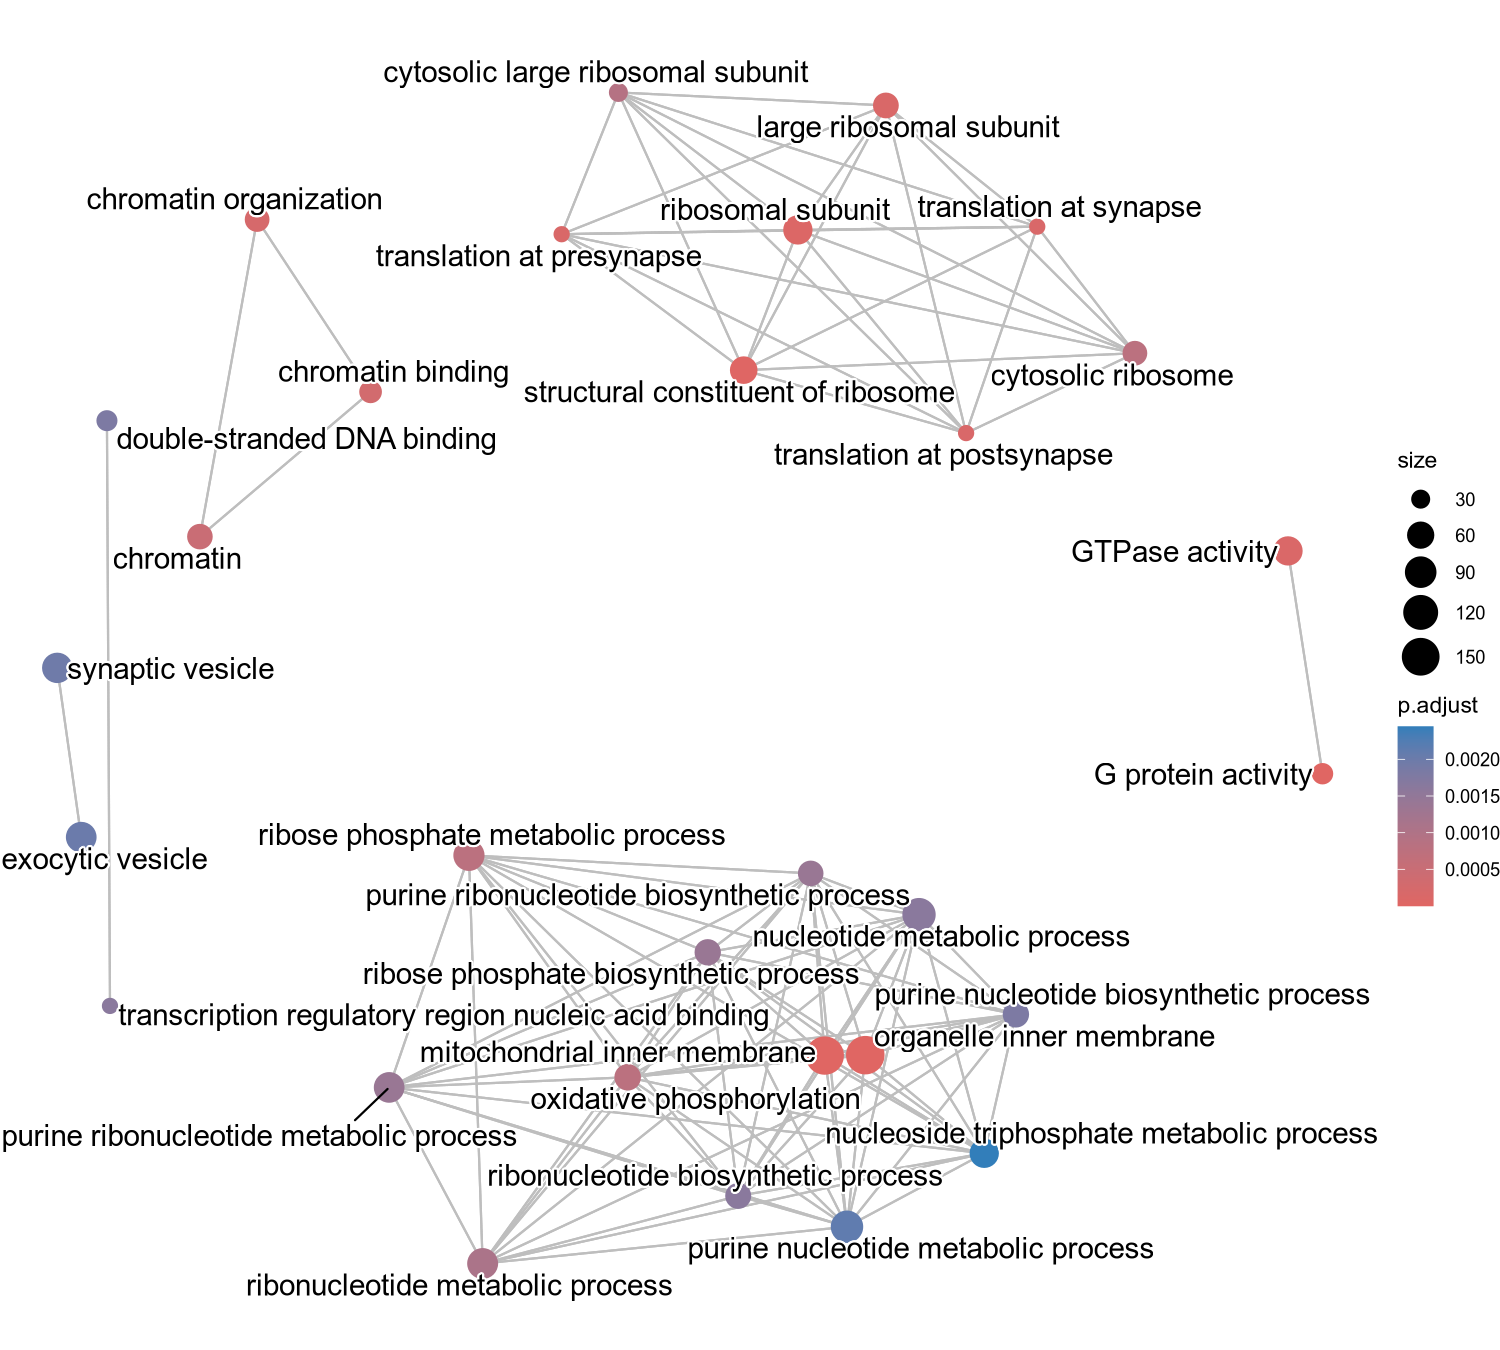 cytosolic large ribosomal subunit
large ribosomal subunit
chromatin organization
ribosomal subunit
translation at synapse
translation at presynapse
chromatin binding
cytosolic ribosome
structural constituent of ribosome
double-stranded DNA binding
translation at postsynapse
chromatin
GTPase activity
synaptic vesicle
G protein activity
exocytic vesicle
ribose phosphate metabolic process
purine ribonucleotide biosynthetic process
nucleotide metabolic process
ribose phosphate biosynthetic process
purine nucleotide biosynthetic process
transcription regulatory region nucleic acid binding
organelle inner membrane
mitochondrial inner membrane
oxidative phosphorylation
purine ribonucleotide metabolic process
nucleoside triphosphate metabolic process
ribonucleotide biosynthetic process
purine nucleotide metabolic process
ribonucleotide metabolic process
size
30
60
90
120
150
p.adjust
0.0020
0.0015
0.0010
0.0005